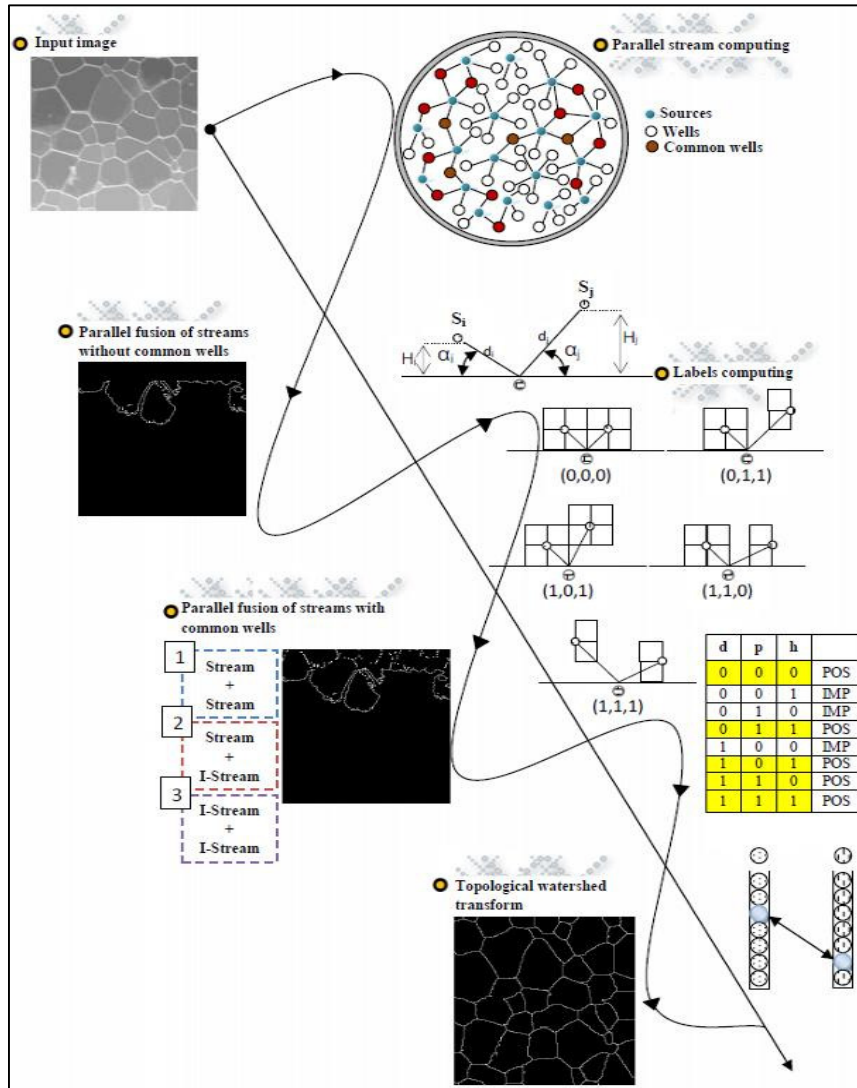 Input image
Parallel stream computing
Sources
Wells
Common wells
Parallel fusion of streams
without common wells
Sᵢ
Sⱼ
Hᵢ
αᵢ
dᵢ
dⱼ
αⱼ
Hⱼ
Labels computing
(0,0,0)
(0,1,1)
(1,0,1)
(1,1,0)
(1,1,1)
Parallel fusion of streams with
common wells
1
Stream
+
Stream
2
Stream
+
I-Stream
3
I-Stream
+
I-Stream
d p h
0 0 0 POS
0 0 1 IMP
0 1 0 IMP
0 1 1 POS
1 0 0 IMP
1 0 1 POS
1 1 0 POS
1 1 1 POS
Topological watershed
transform